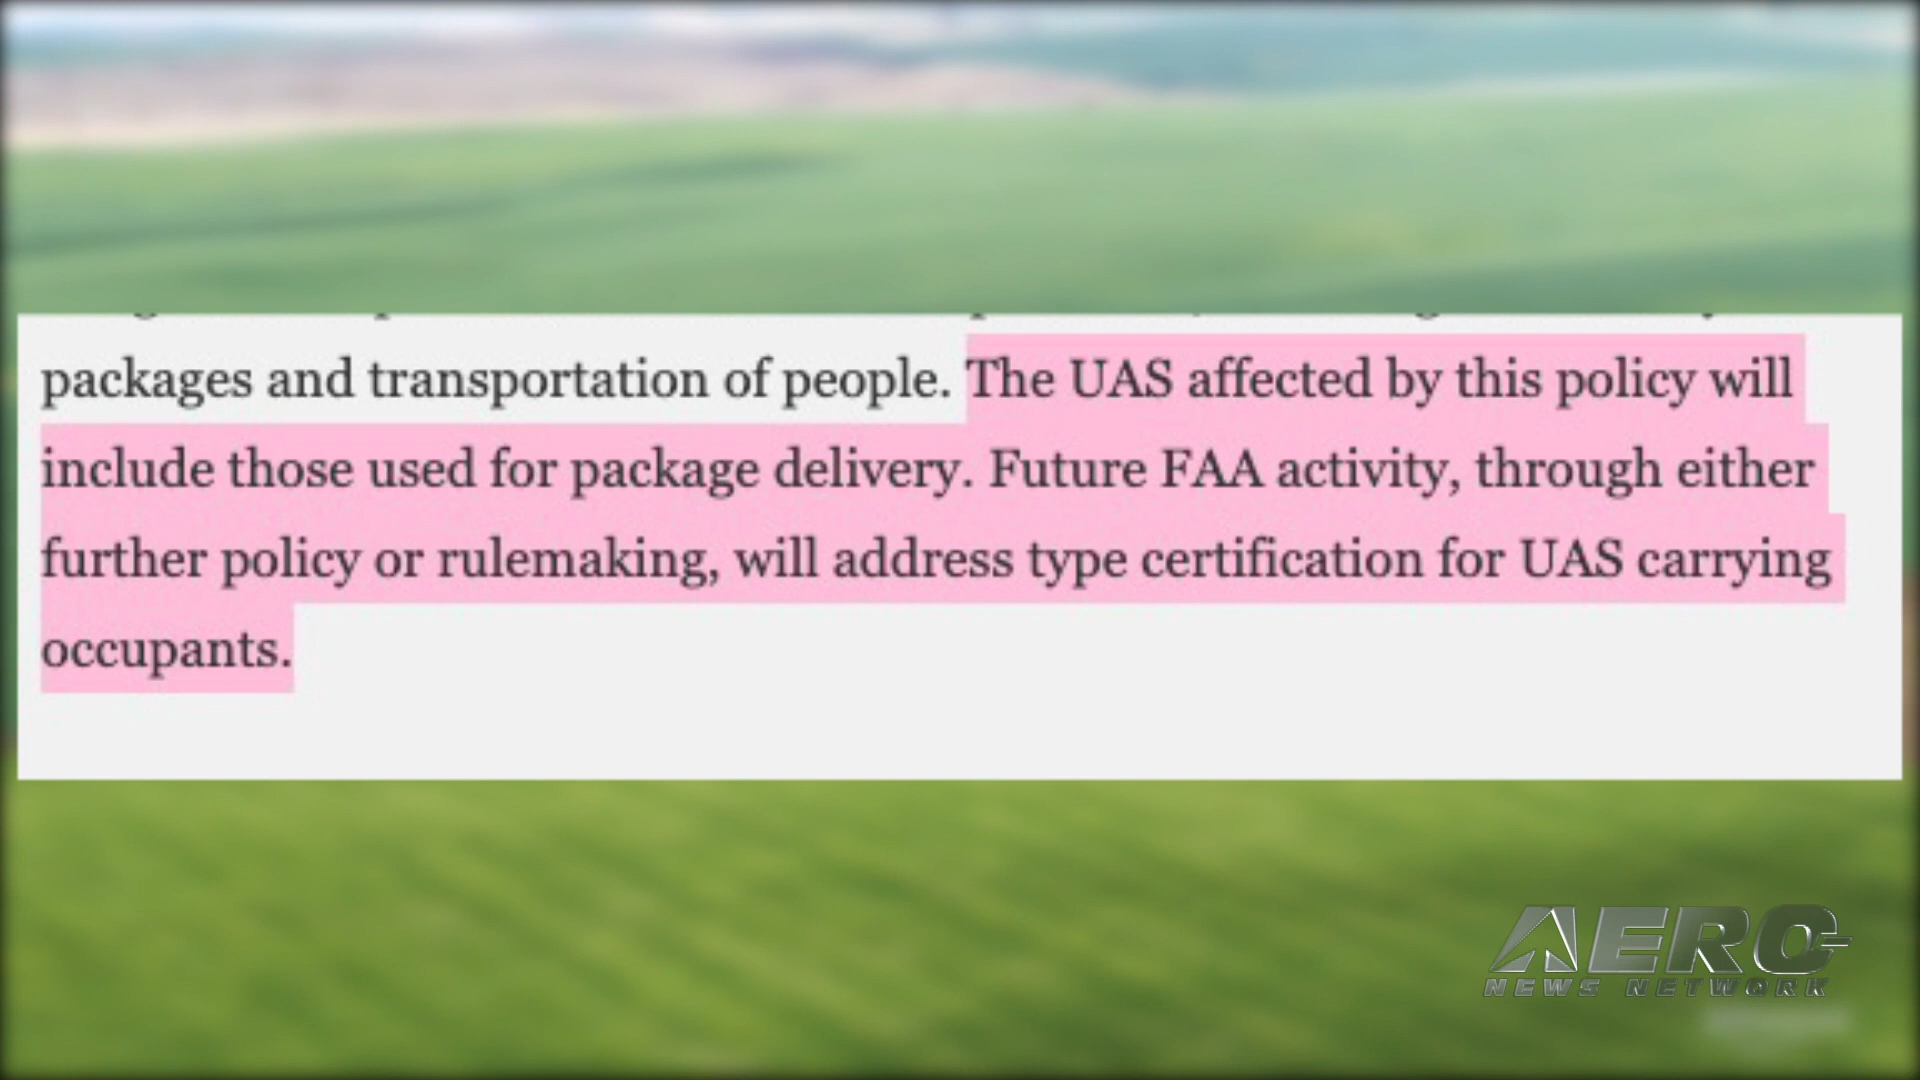 packages and transportation of people. The UAS affected by this policy will
include those used for package delivery. Future FAA activity, through either
further policy or rulemaking, will address type certification for UAS carrying
occupants.
AERO
NEWS NETWORK